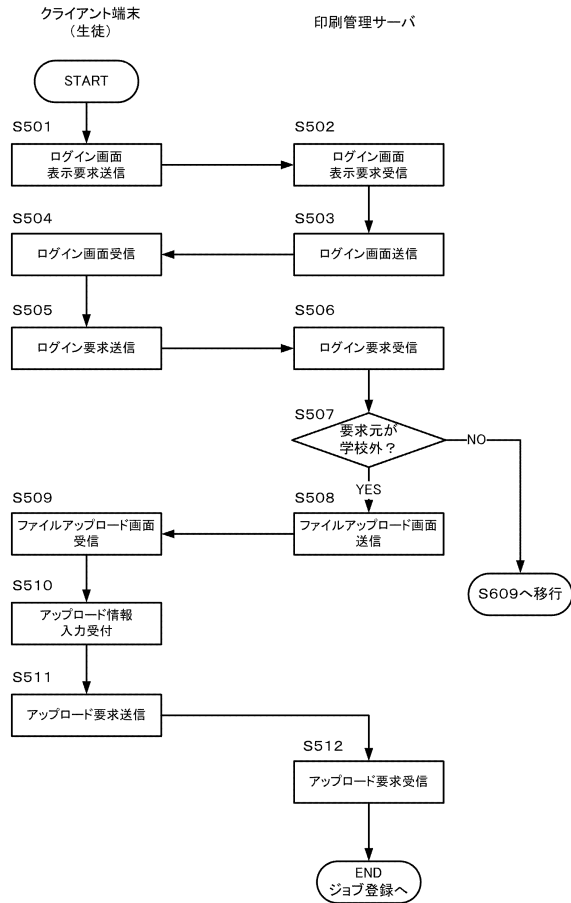 クライアント端末
（生徒）
印刷管理サーバ
START
S501
ログイン画面
表示要求送信
S502
ログイン画面
表示要求受信
S504
ログイン画面受信
S503
ログイン画面送信
S505
ログイン要求送信
S506
ログイン要求受信
S507
要求元が
学校外？
NO
YES
S509
ファイルアップロード画面
受信
S508
ファイルアップロード画面
送信
S510
アップロード情報
入力受付
S609へ移行
S511
アップロード要求送信
S512
アップロード要求受信
END
ジョブ登録へ